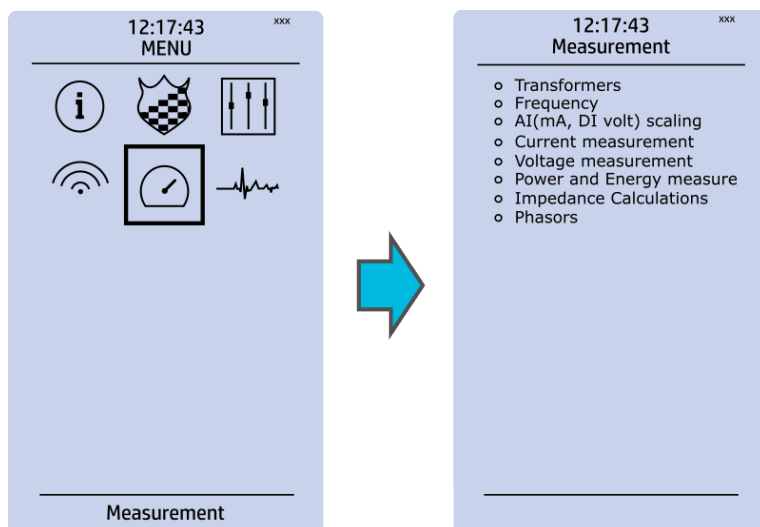 12:17:43
xxx
MENU
i
Measurement
12:17:43
xxx
Measurement
Transformers
Frequency
AI(mA, DI volt) scaling
Current measurement
Voltage measurement
Power and Energy measure
Impedance Calculations
Phasors